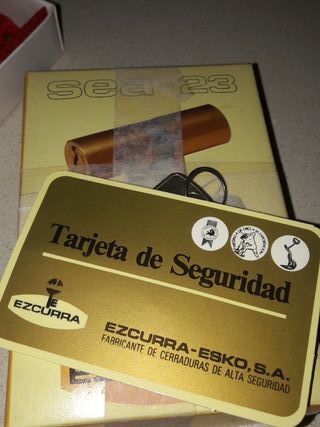 sea-23
Tarjeta de Seguridad
EZCURRA
EZCURRA-ESKO, S.A.
FABRICANTE DE CERRADURAS DE ALTA SEGURIDAD